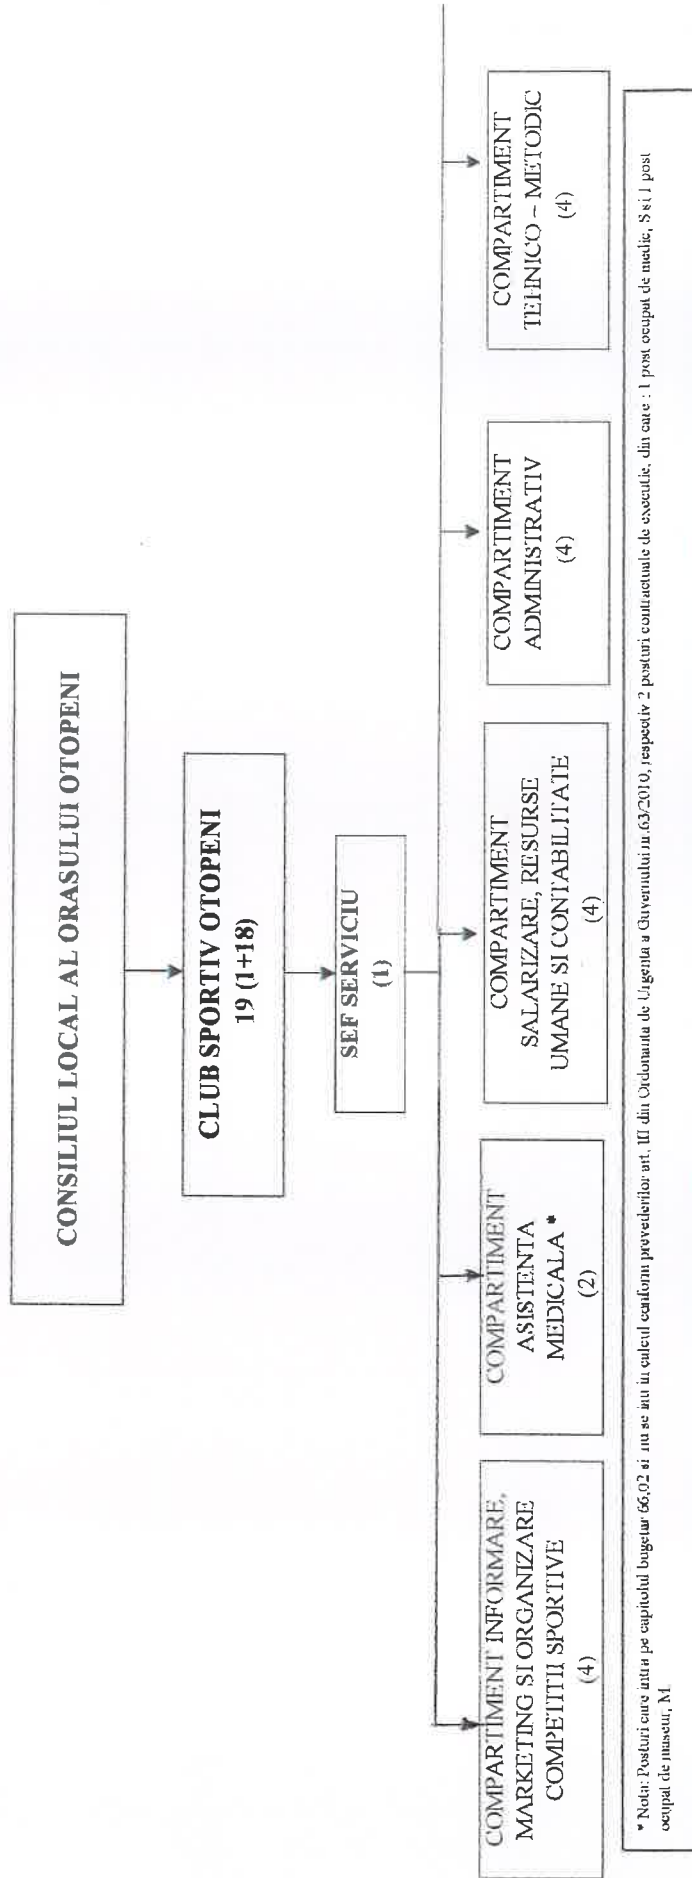 CONSILIUL LOCAL AL ORASULUI OTOPENI
CLUB SPORTIV OTOPENI
19 (1+18)
SEF SERVICIU
(1)
COMPARTIMENT INFORMARE,
MARKETING SI ORGANIZARE
COMPETITII SPORTIVE
(4)
COMPARTIMENT
ASISTENTA
MEDICALA *
(2)
COMPARTIMENT
SALARIZARE, RESURSE
UMANE SI CONTABILITATE
(4)
COMPARTIMENT
ADMINISTRATIV
(4)
COMPARTIMENT
TEHNICO – METODIC
(4)
* Nota: Posturi care intra pe capitolul bugetar 66,02 si nu se iau in calcul conform prevederilor art. III din Ordonanta de Urgenta a Guvernului nr.63/2010, respectiv 2 posturi contractuale de executie, din care : 1 post ocupat de medic, S si 1 post
ocupat de maseur, M.